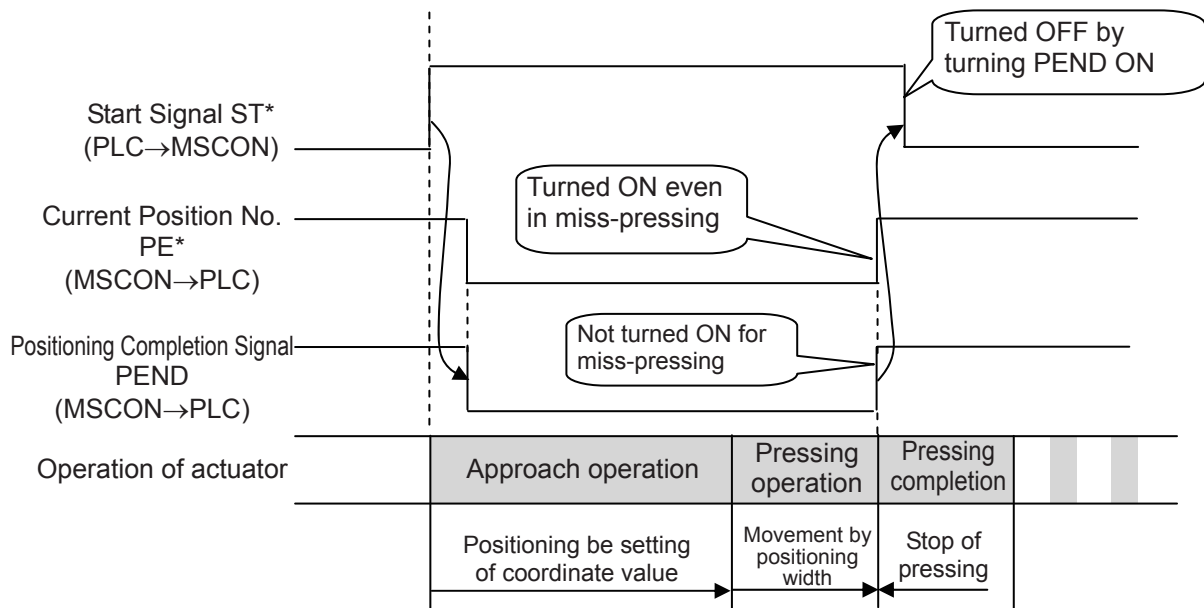 Turned OFF by
turning PEND ON
Start Signal ST*
(PLC→MSCON)
Turned ON even
in miss-pressing
Current Position No.
PE*
(MSCON→PLC)
Not turned ON for
miss-pressing
Positioning Completion Signal
PEND
(MSCON→PLC)
Operation of actuator
Approach operation
Pressing
operation
Pressing
completion
Positioning be setting
of coordinate value
Movement by
positioning
width
Stop of
pressing